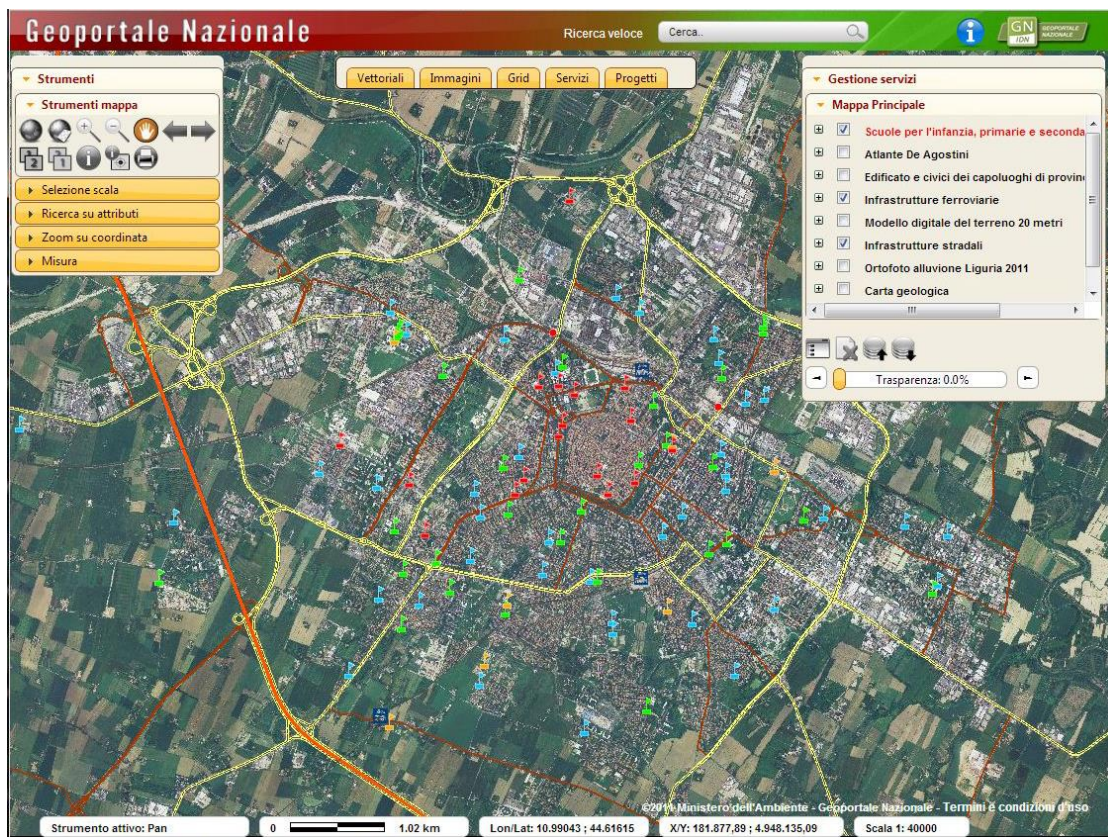 Geoportale Nazionale
Ricerca veloce
Cerca..
GN
IDN
GEOPORTALE
NAZIONALE
Strumenti
Strumenti mappa
Selezione scala
Ricerca su attributi
Zoom su coordinata
Misura
Vettoriali
Immagini
Grid
Servizi
Progetti
Gestione servizi
Mappa Principale
Scuole per l'infanzia, primarie e seconda
Atlante De Agostini
Edificato e civici dei capoluoghi di provinc
Infrastrutture ferroviarie
Modello digitale del terreno 20 metri
Infrastrutture stradali
Ortofoto alluvione Liguria 2011
Carta geologica
Trasparenza: 0.0%
©2011 Ministero dell'Ambiente - Geoportale Nazionale - Termini e condizioni d'uso
Strumento attivo: Pan
0
1.02 km
Lon/Lat: 10.99043 ; 44.61615
X/Y: 181.877,89 ; 4.948.135,09
Scala 1: 40000